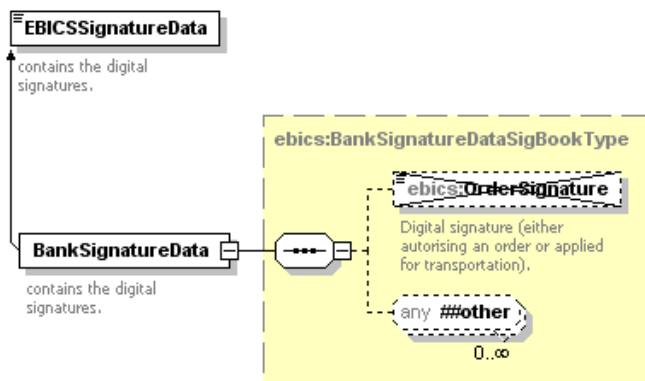 EBICSSignatureData
contains the digital
signatures.
ebics:BankSignatureDataSigBookType
ebics:OrderSignature
Digital signature (either
autorising an order or applied
for transportation).
BankSignatureData
contains the digital
signatures.
any ##other
0..∞